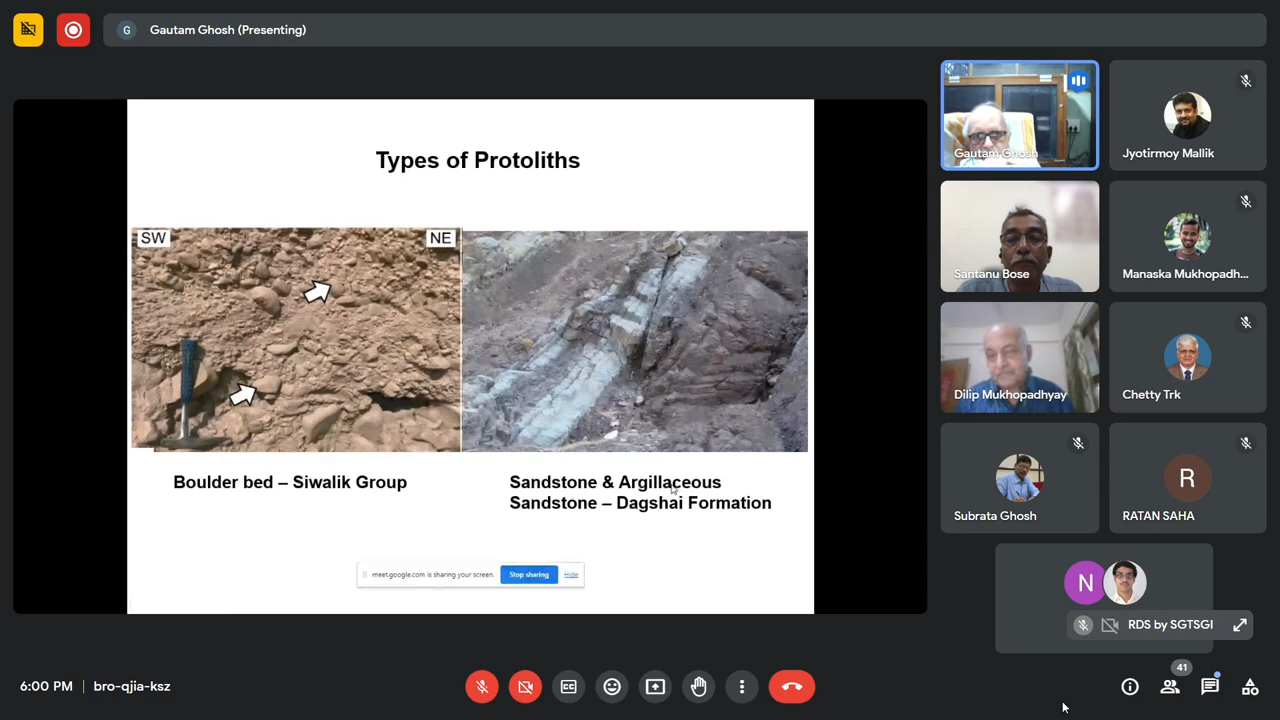 G Gautam Ghosh (Presenting)
Types of Protoliths
SW
NE
Boulder bed – Siwalik Group
Sandstone & Argillaceous
Sandstone – Dagshai Formation
meet.google.com is sharing your screen.
Stop sharing
Hide
Gautam Ghosh
Jyotirmoy Mallik
Santanu Bose
Manaska Mukhopadh...
Dilip Mukhopadhyay
Chetty Trk
Subrata Ghosh
R
RATAN SAHA
N
RDS by SGTSGI
6:00 PM | bro-qjia-ksz
41